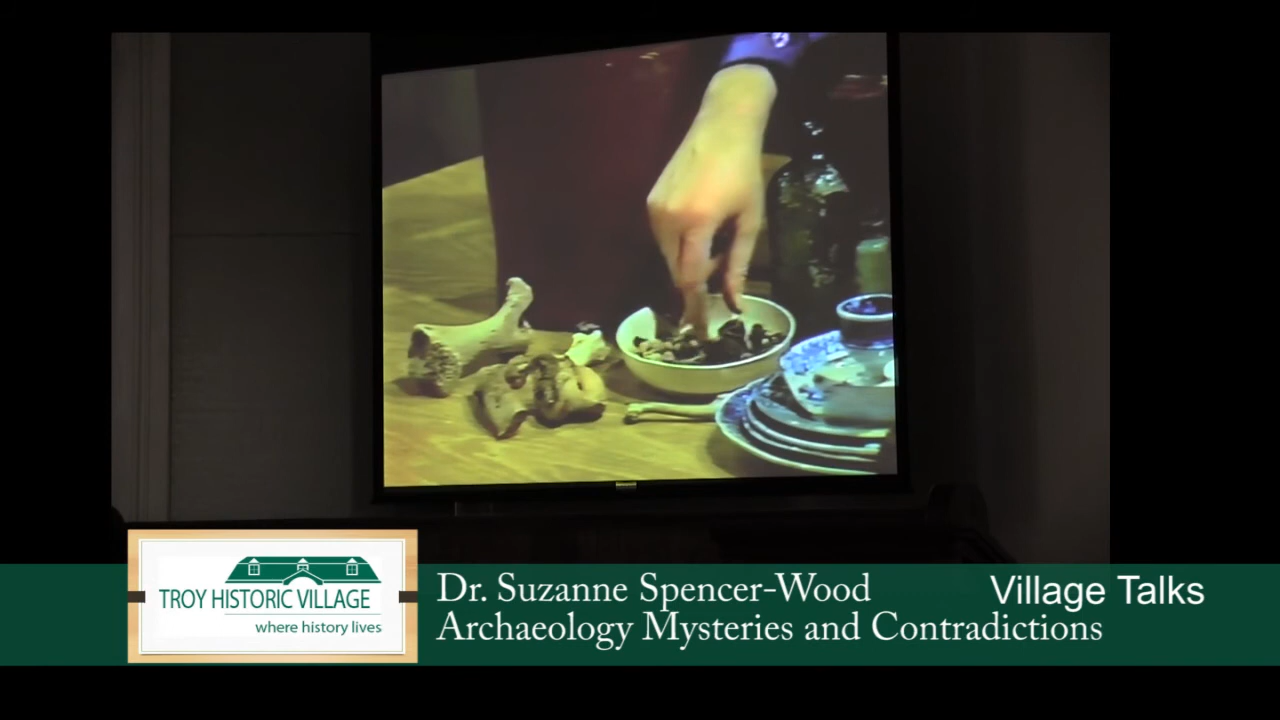 TROY HISTORIC VILLAGE
where history lives
Dr. Suzanne Spencer-Wood
Archaeology Mysteries and Contradictions
Village Talks